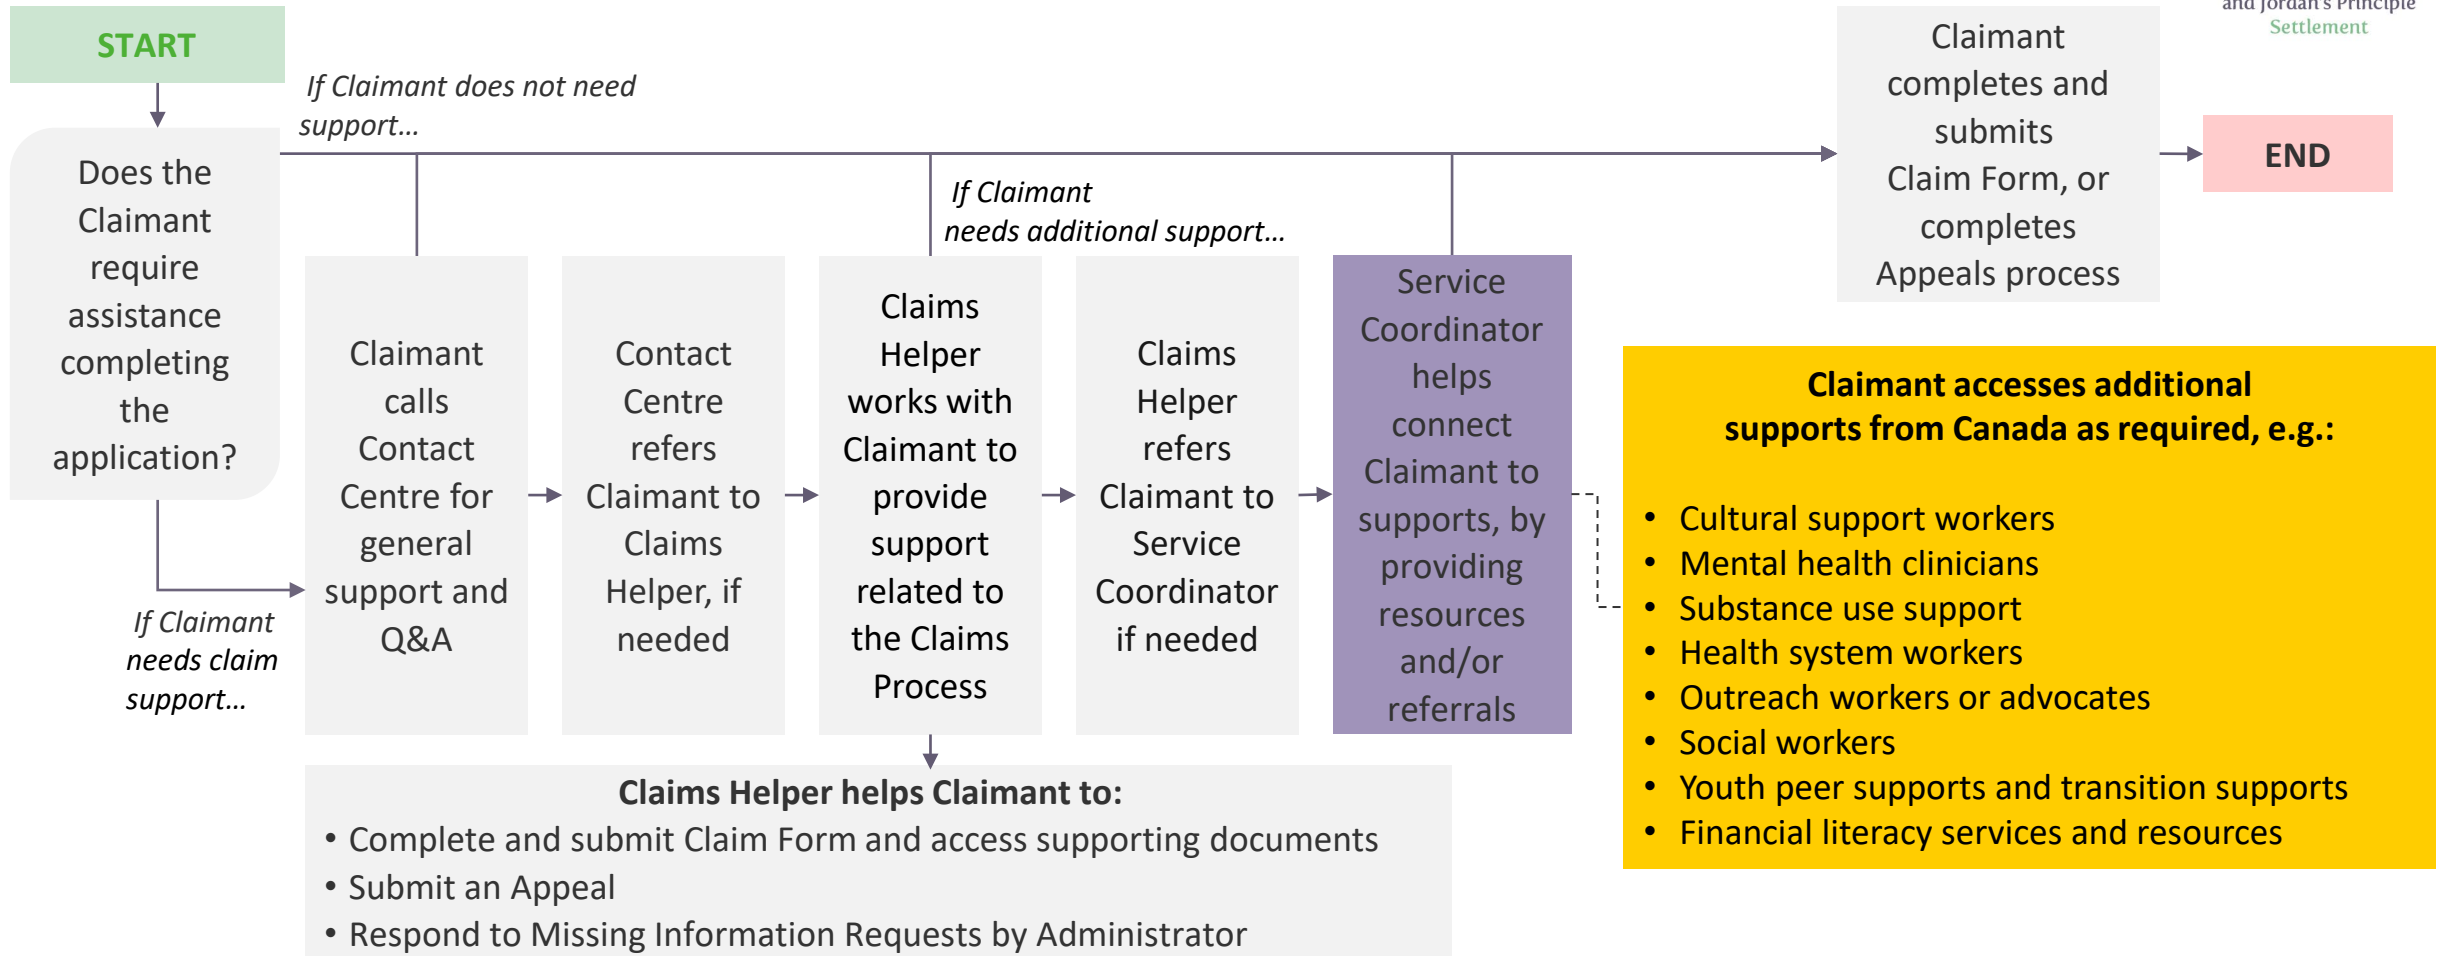 and Jordan's Principle
Settlement
START
If Claimant does not need
support...
Does the
Claimant
require
assistance
completing
the
application?
If Claimant
needs claim
support...
Claimant
calls
Contact
Centre for
general
support and
Q&A
Contact
Centre
refers
Claimant to
Claims
Helper, if
needed
If Claimant
needs additional support...
Claims
Helper
works with
Claimant to
provide
support
related to
the Claims
Process
Claims
Helper
refers
Claimant to
Service
Coordinator
if needed
Service
Coordinator
helps
connect
Claimant to
supports, by
providing
resources
and/or
referrals
Claimant
completes and
submits
Claim Form, or
completes
Appeals process
END
Claimant accesses additional
supports from Canada as required, e.g.:
• Cultural support workers
• Mental health clinicians
• Substance use support
• Health system workers
• Outreach workers or advocates
• Social workers
• Youth peer supports and transition supports
• Financial literacy services and resources
Claims Helper helps Claimant to:
• Complete and submit Claim Form and access supporting documents
• Submit an Appeal
• Respond to Missing Information Requests by Administrator